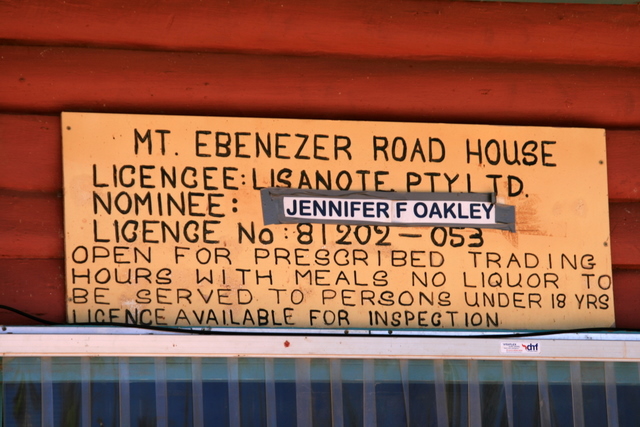 MT. EBENEZER ROAD HOUSE
LICENCEE: LISANOTE PTY LTD.
NOMINEE: JENNIFER F OAKLEY
LICENCE No : 81202 - 053
OPEN FOR PRESCRIBED TRADING
HOURS WITH MEALS NO LIQUOR TO
BE SERVED TO PERSONS UNDER 18 YRS
LICENCE AVAILABLE FOR INSPECTION